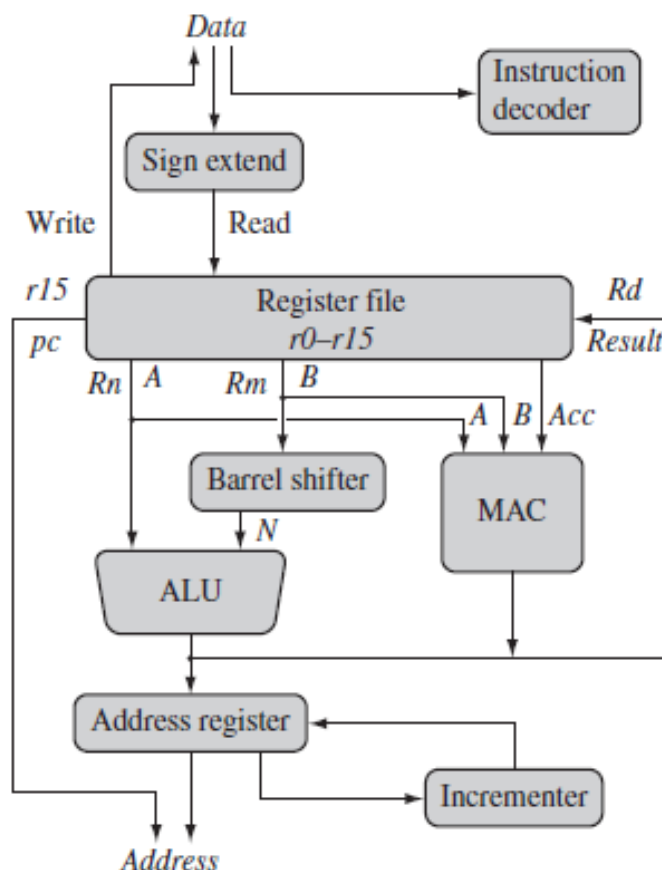 Data
Instruction
decoder
Sign extend
Write
Read
r15
Register file
Rd
pc
r0–r15
Result
Rn A Rm B
A B Acc
Barrel shifter
MAC
N
ALU
Address register
Incrementer
Address